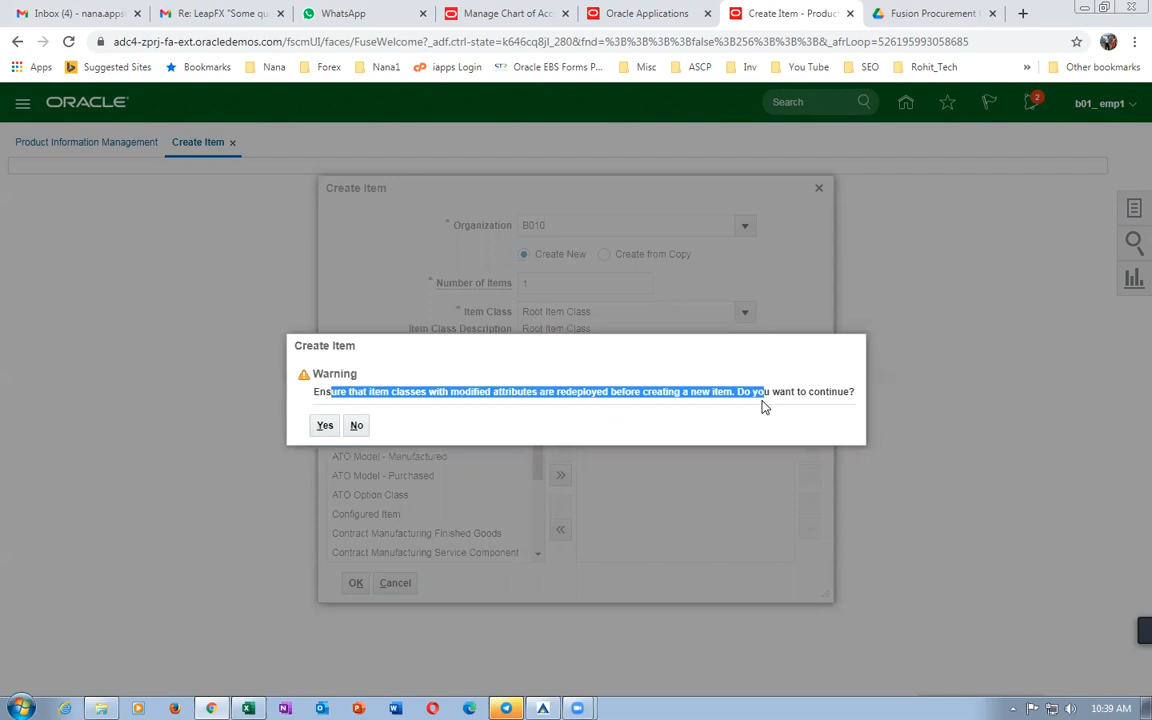 Inbox (4) - nana.apps
Re: LeapFX "Some qu
WhatsApp
Manage Chart of Acc
Oracle Applications
Create Item - Produc
Fusion Procurement
adc4-zprj-fa-ext.oracledemos.com/fscmUI/faces/FuseWelcome?_adf.ctrl-state=k646cq8jl_280&fnd=%3B%3B%3B%3Bfalse%3B256%3B%3B%3B&_afrLoop=526195993058685
Apps
Suggested Sites
Bookmarks
Nana
Forex
Nana1
iapps Login
Oracle EBS Forms P...
Misc
ASCP
Inv
You Tube
SEO
Rohit_Tech
Other bookmarks
ORACLE
Search
2
b01_ emp1
Product Information Management
Create Item
Create Item
* Organization B010
Create New
Create from Copy
* Number of Items 1
* Item Class Root Item Class
Item Class Description Root Item Class
Create Item
Warning
Ensure that item classes with modified attributes are redeployed before creating a new item. Do you want to continue?
Yes
No
ATO Model - Manufactured
ATO Model - Purchased
ATO Option Class
Configured Item
Contract Manufacturing Finished Goods
Contract Manufacturing Service Component
OK
Cancel
10:39 AM